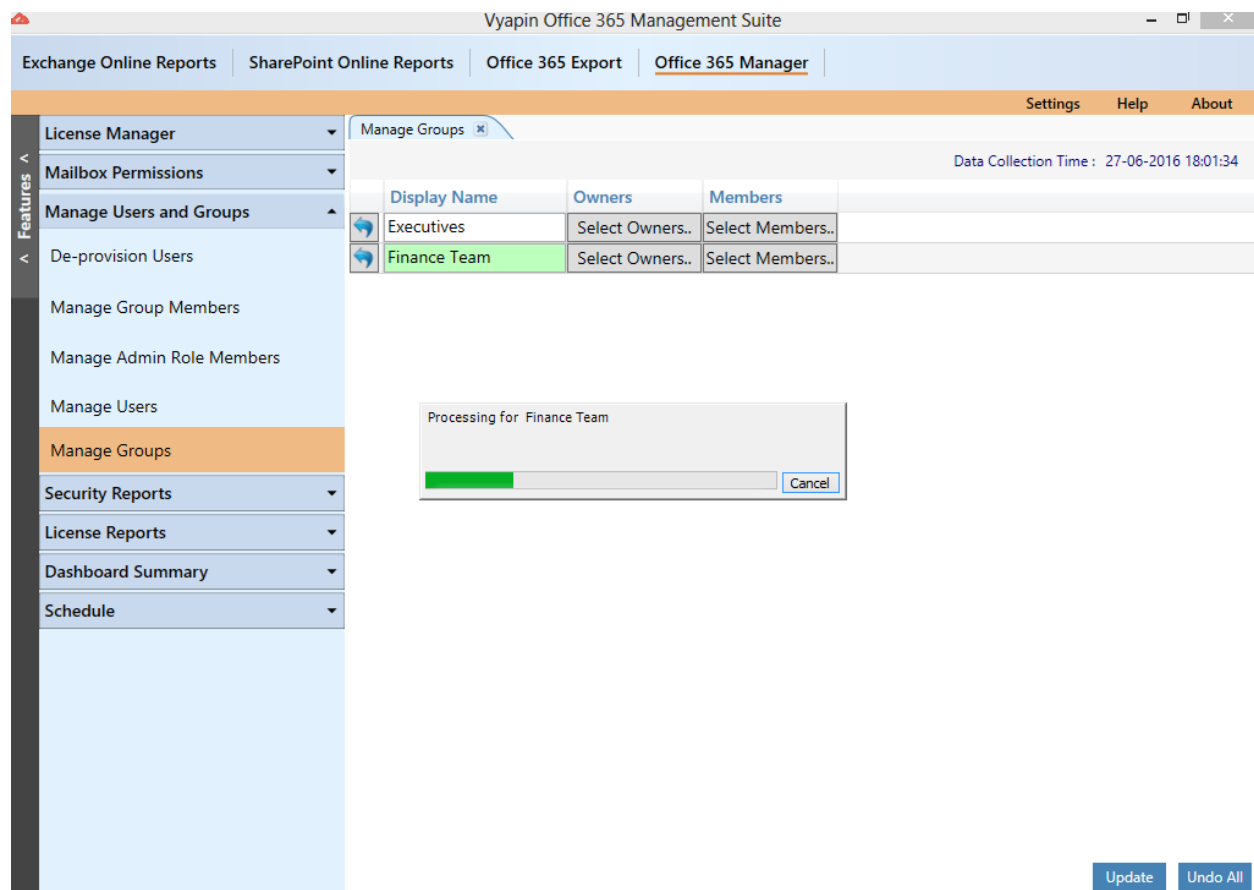 Vyapin Office 365 Management Suite
Exchange Online Reports SharePoint Online Reports Office 365 Export Office 365 Manager
Settings Help About
< Features <
License Manager
Mailbox Permissions
Manage Users and Groups
De-provision Users
Manage Group Members
Manage Admin Role Members
Manage Users
Manage Groups
Security Reports
License Reports
Dashboard Summary
Schedule
Manage Groups
Data Collection Time : 27-06-2016 18:01:34
Display Name Owners Members
Executives Select Owners.. Select Members..
Finance Team Select Owners.. Select Members..
Processing for Finance Team
Cancel
Update Undo All